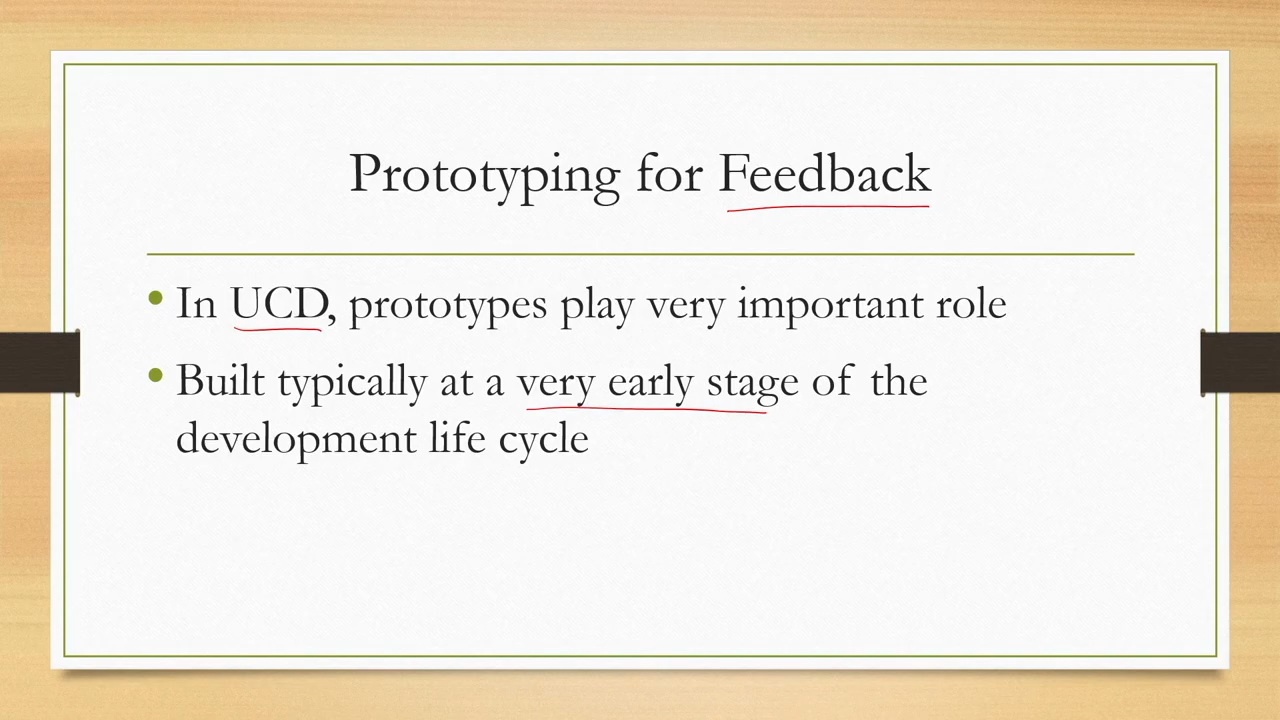 Prototyping for Feedback
• In UCD, prototypes play very important role
• Built typically at a very early stage of the
development life cycle